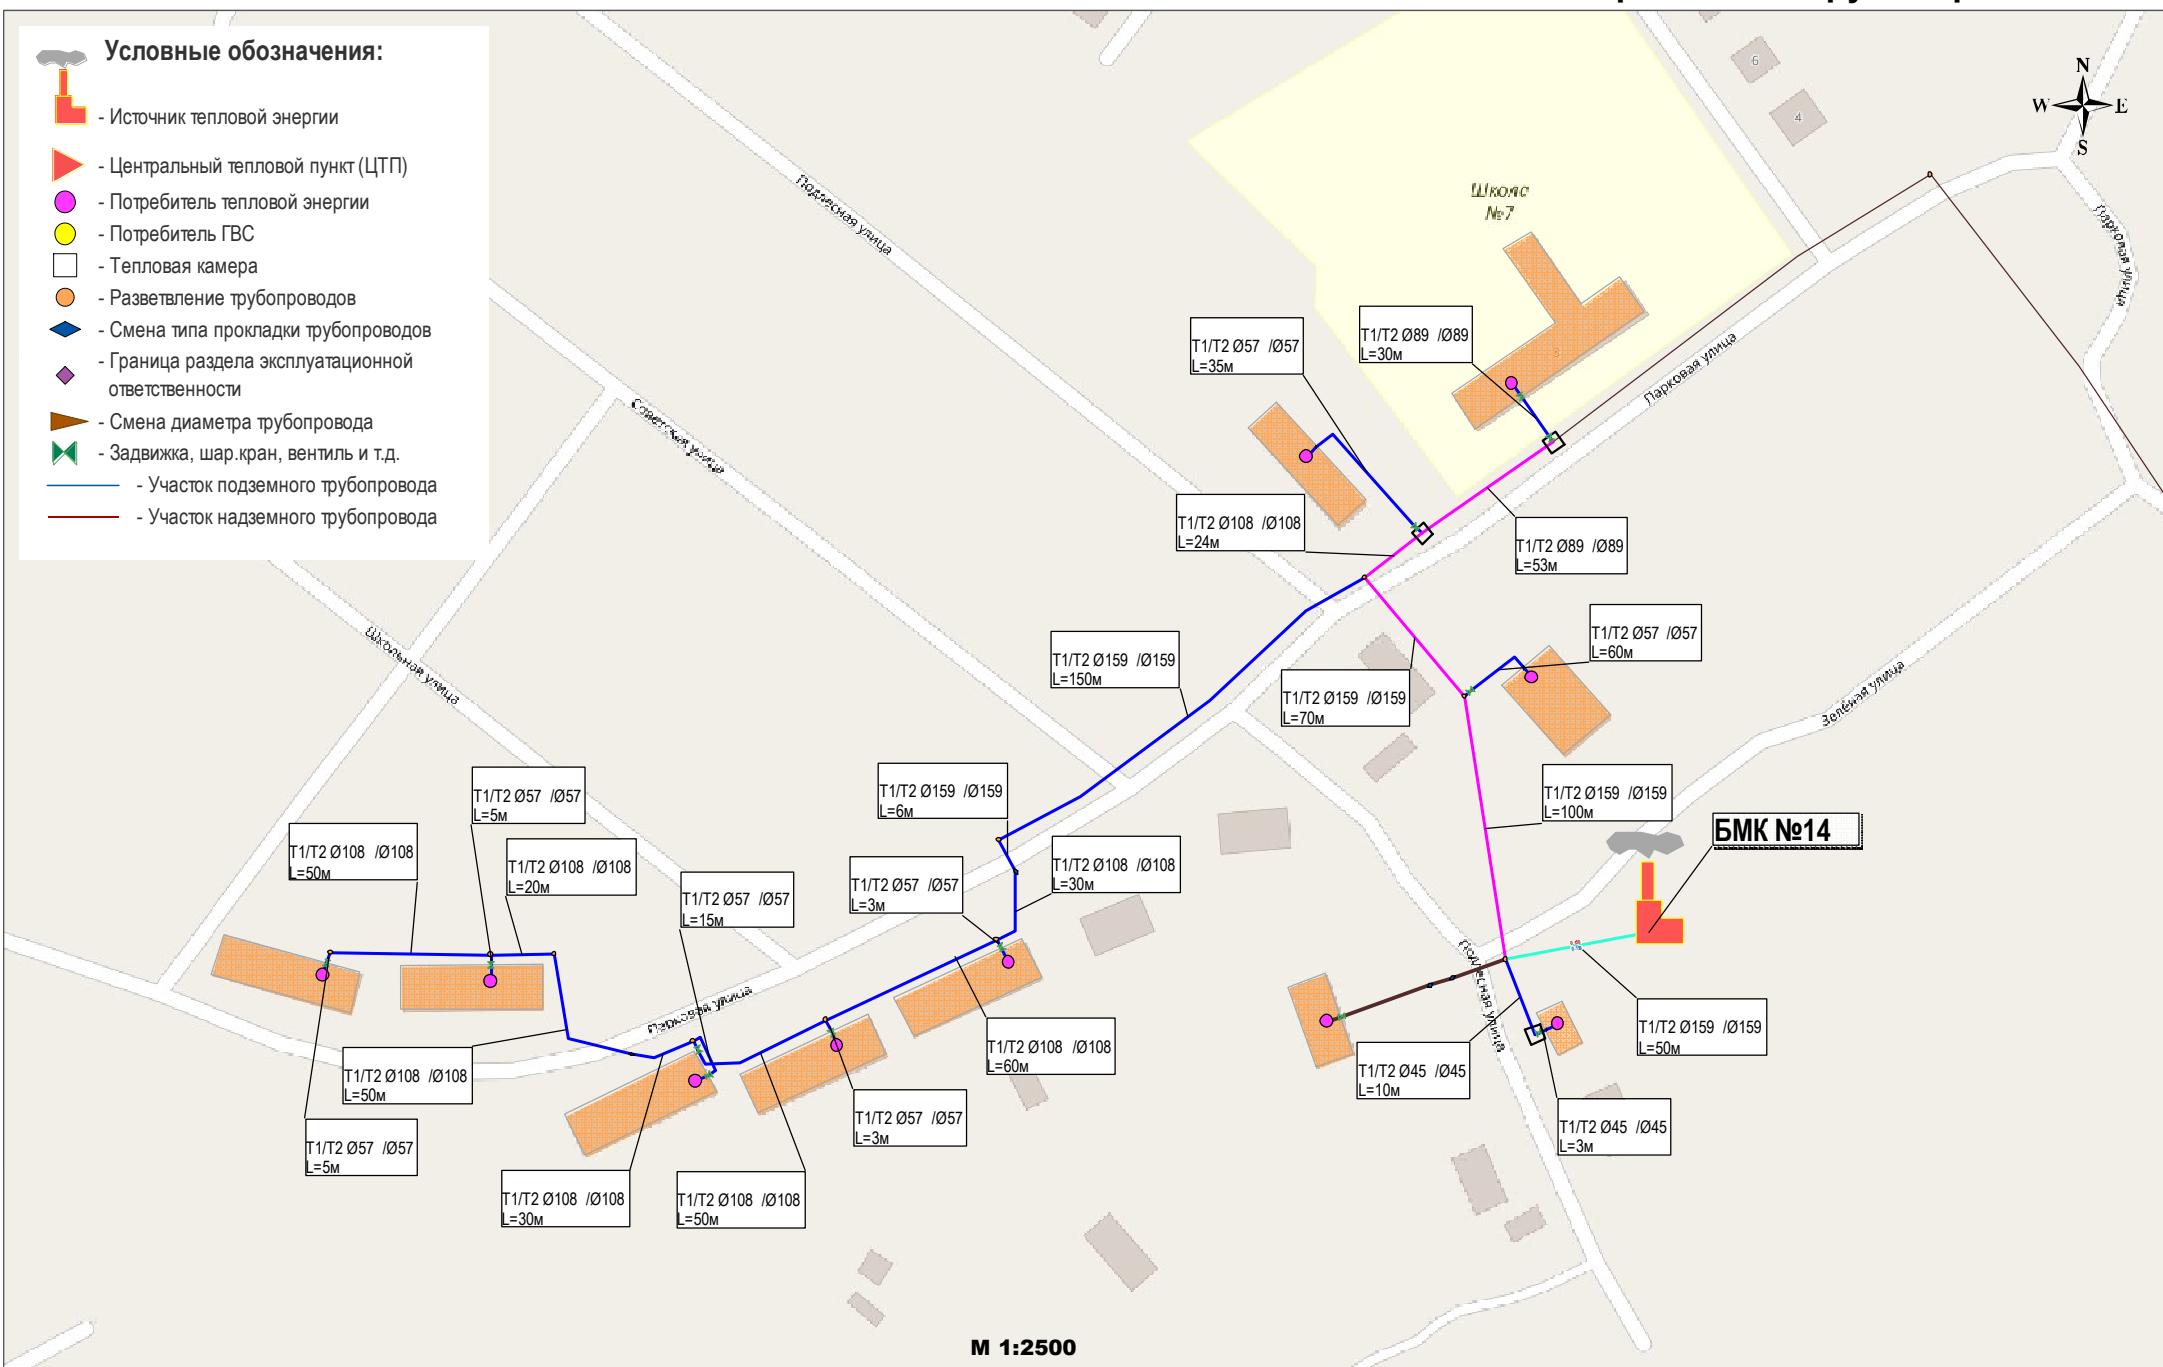 Условные обозначения:
- Источник тепловой энергии
- Центральный тепловой пункт (ЦТП)
- Потребитель тепловой энергии
- Потребитель ГВС
- Тепловая камера
- Разветвление трубопроводов
- Смена типа прокладки трубопроводов
- Граница раздела эксплуатационной
ответственности
- Смена диаметра трубопровода
- Задвижка, шар.кран, вентиль и т.д.
- Участок подземного трубопровода
- Участок надземного трубопровода
6
4
N
W
E
S
Подлесная улица
Школа
№7
Парковая улица
T1/T2 Ø57 /Ø57
L=35м
T1/T2 Ø89 /Ø89
L=30м
Парковая улица
Советская улица
T1/T2 Ø108 /Ø108
L=24м
T1/T2 Ø89 /Ø89
L=53м
Школьная улица
T1/T2 Ø159 /Ø159
L=150м
T1/T2 Ø57 /Ø57
L=60м
T1/T2 Ø159 /Ø159
L=70м
Зелёная улица
T1/T2 Ø57 /Ø57
L=5м
T1/T2 Ø159 /Ø159
L=6м
T1/T2 Ø159 /Ø159
L=100м
БМК №14
T1/T2 Ø108 /Ø108
L=50м
T1/T2 Ø108 /Ø108
L=20м
T1/T2 Ø57 /Ø57
L=15м
T1/T2 Ø57 /Ø57
L=3м
T1/T2 Ø108 /Ø108
L=30м
Подлесная улица
Парковая улица
T1/T2 Ø159 /Ø159
L=50м
T1/T2 Ø108 /Ø108
L=50м
T1/T2 Ø108 /Ø108
L=60м
T1/T2 Ø45 /Ø45
L=10м
T1/T2 Ø57 /Ø57
L=5м
T1/T2 Ø57 /Ø57
L=3м
T1/T2 Ø45 /Ø45
L=3м
T1/T2 Ø108 /Ø108
L=30м
T1/T2 Ø108 /Ø108
L=50м
М 1:2500